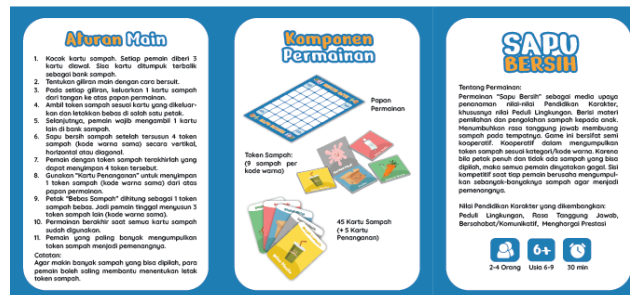 Aturan Main
1. Kocok kartu sampah. Setiap pemain diberi 3
kartu diawal. Sisa kartu ditumpuk terbalik
sebagai bank sampah.
2. Tentukan giliran main dengan cara bersuit.
3. Pada setiap giliran, keluarkan 1 kartu sampah
dari tangan ke atas papan permainan.
4. Ambil token sampah sesuai kartu yang dikeluar-
kan dan letakkan bebas di salah satu petak.
5. Selanjutnya, pemain wajib mengambil 1 kartu
lain di bank sampah.
6. Sapu bersih sampah setelah tersusun 4 token
sampah (kode warna sama) secara vertikal,
horizontal atau diagonal.
7. Pemain dengan token sampah terakhirlah yang
dapat menyimpan 4 token tersebut.
8. Gunakan "Kartu Penanganan" untuk menyimpan
1 token sampah (kode warna sama) dari atas
papan permainan.
9. Petak "Bebas Sampah" dihitung sebagai 1 token
sampah bebas. Jadi pemain tinggal menyusun 3
token sampah lain (kode warna sama).
10. Permainan berakhir saat semua kartu sampah
sudah digunakan.
11. Pemain yang paling banyak mengumpulkan
token sampah menjadi pemenangnya.
Catatan:
Agar makin banyak sampah yang bisa dipilah, para
pemain boleh saling membantu menentukan letak
token sampah.
Komponen
Permainan
Papan
Permainan
Token Sampah:
(9 sampah per
kode warna)
45 Kartu Sampah
(+ 5 Kartu
Penanganan)
SAPU
BERSIH
Tentang Permainan:
Permainan "Sapu Bersih" sebagai media upaya
penanaman nilai-nilai Pendidikan Karakter,
khususnya nilai Peduli Lingkungan. Berisi materi
pemilahan dan pengolahan sampah kepada anak.
Menumbuhkan rasa tanggung jawab membuang
sampah pada tempatnya. Game ini bersifat semi
kooperatif. Kooperatif dalam mengumpulkan
token sampah sesuai kategori/kode warna. Karena
bila petak penuh dan tidak ada sampah yang bisa
dipilah, maka semua pemain dinyatakan gagal. Sisi
kompetitif saat tiap pemain berusaha mengumpul-
kan sebanyak-banyaknya sampah agar menjadi
pemenangnya.
Nilai Pendidikan Karakter yang dikembangkan:
Peduli Lingkungan, Rasa Tanggung Jawab,
Bersahabat/Komunikatif, Menghargai Prestasi
6+
2-4 Orang Usia 6-9 30 min